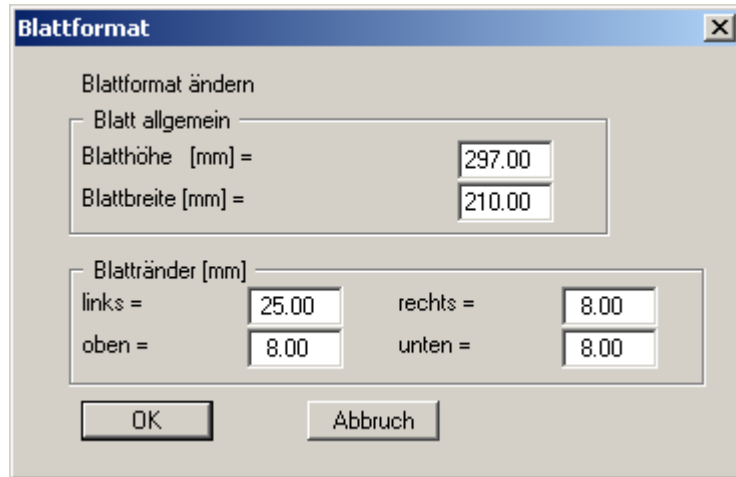 Blattformat
Blattformat ändern
Blatt allgemein
Blatthöhe [mm] = 297.00
Blattbreite [mm] = 210.00
Blattränder [mm]
links = 25.00 rechts = 8.00
oben = 8.00 unten = 8.00
OK Abbruch